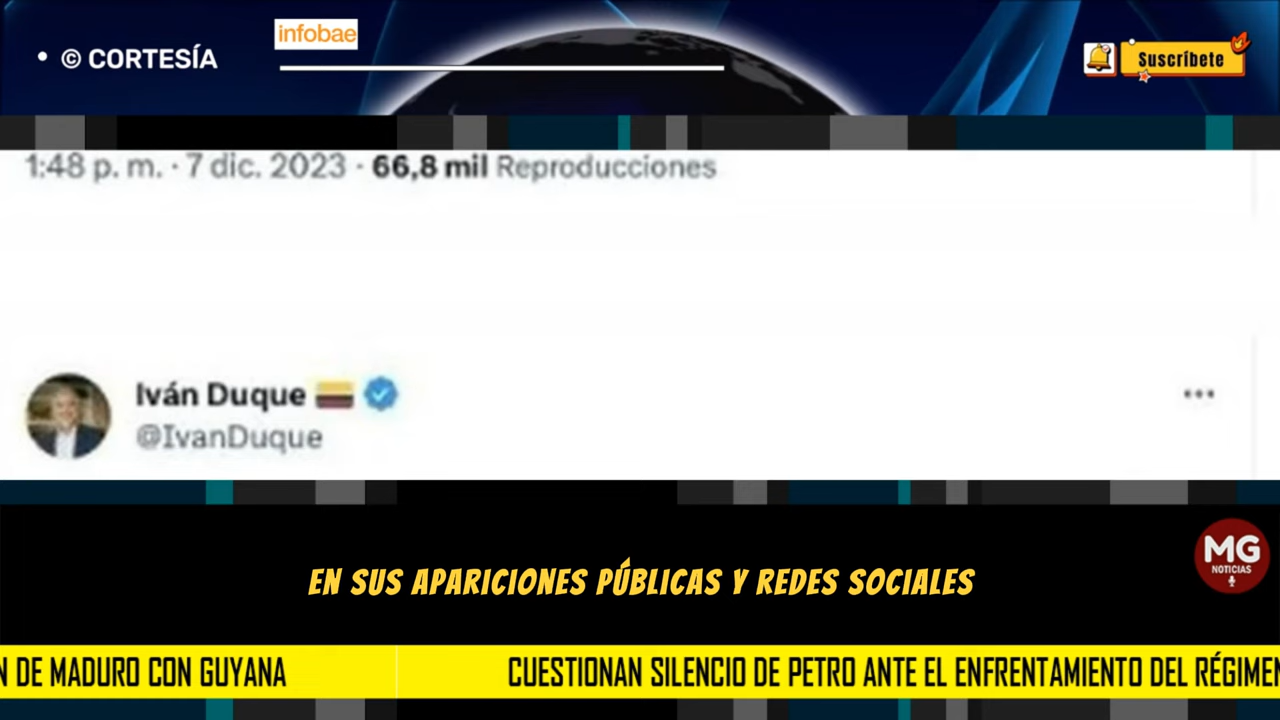 infobae
• © CORTESÍA
Suscríbete
1:48 p. m. · 7 dic. 2023 · 66,8 mil Reproducciones
Iván Duque
@IvanDuque
MG
NOTICIAS
EN SUS APARICIONES PÚBLICAS Y REDES SOCIALES
N DE MADURO CON GUYANA CUESTIONAN SILENCIO DE PETRO ANTE EL ENFRENTAMIENTO DEL RÉGIMEN